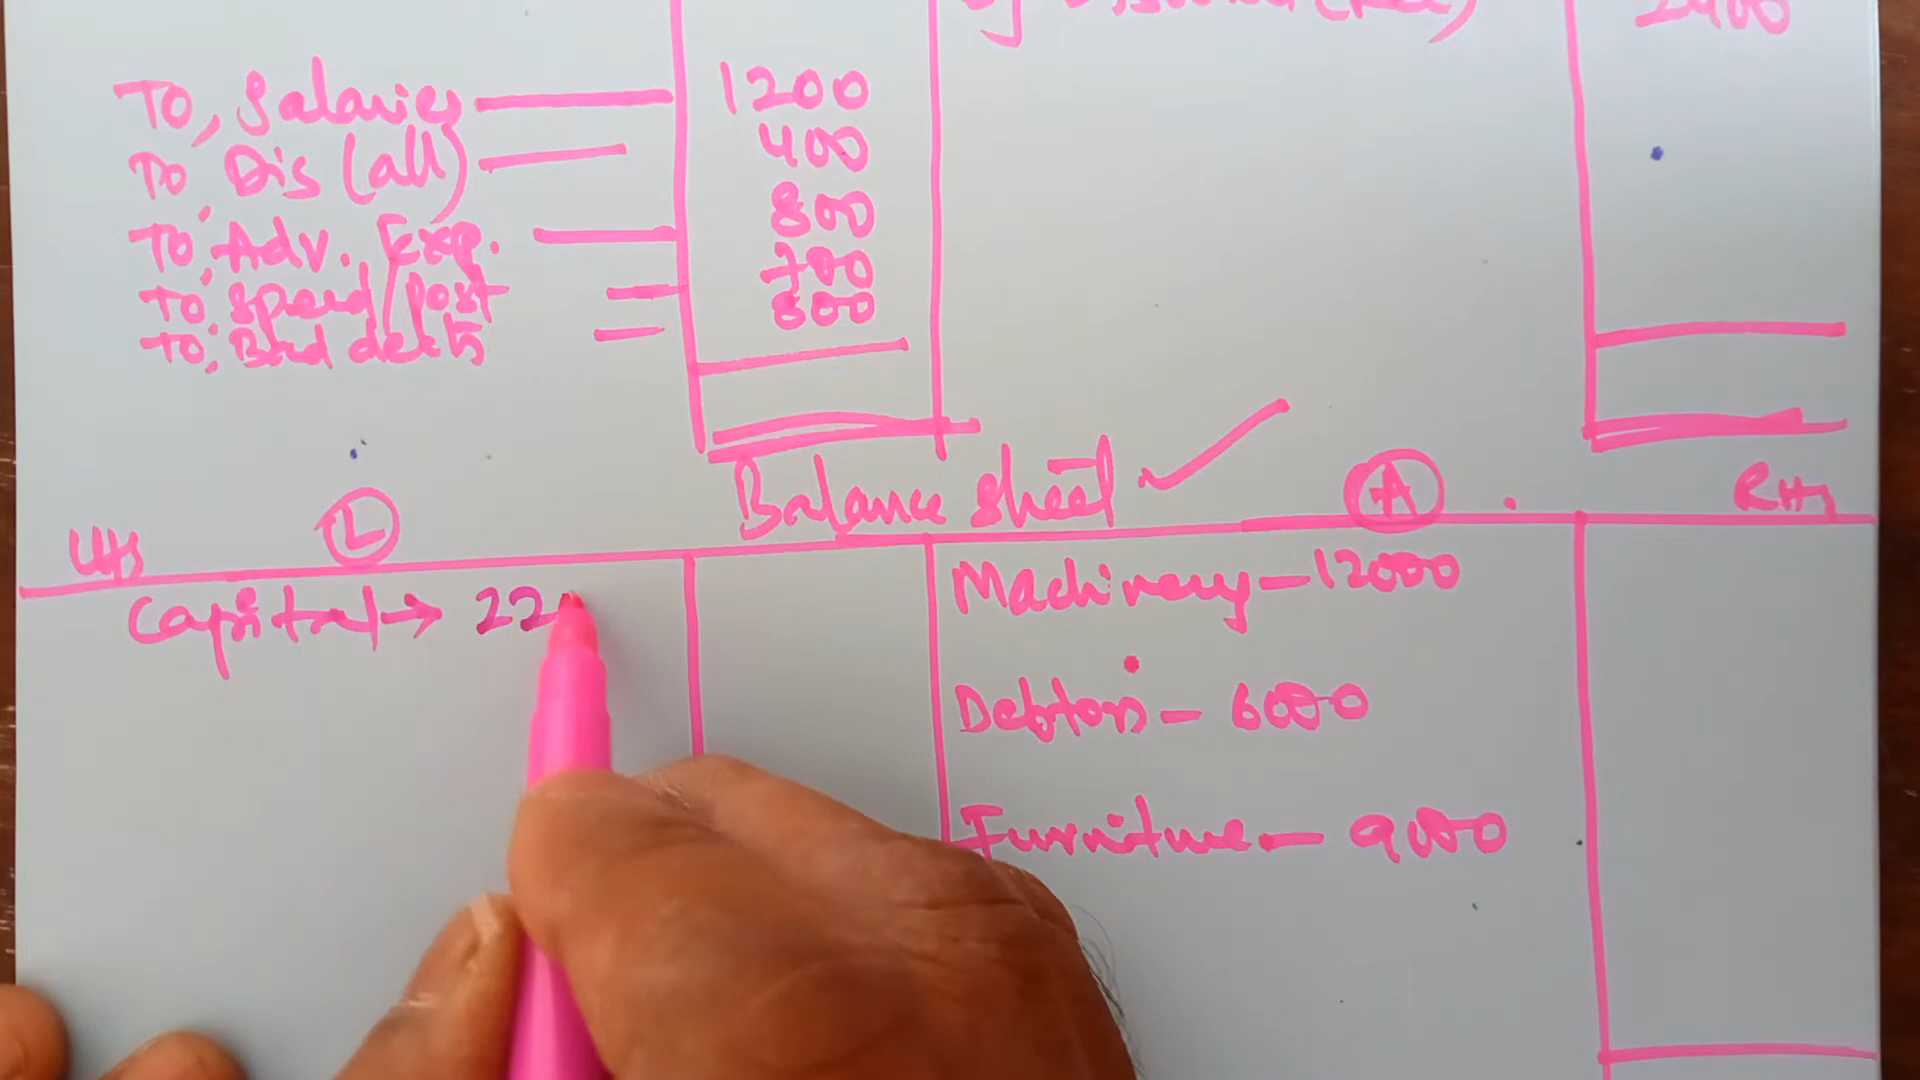 To, Salaries 1200
To, Dis (all) 400
To, Adv. Exp. 800
To, Speed/Post 700
To, Bad debts 800
Balance sheet
LHS L A RHS
Capital → 22
Machinery - 12000
Debtors - 6000
Furniture - 9000